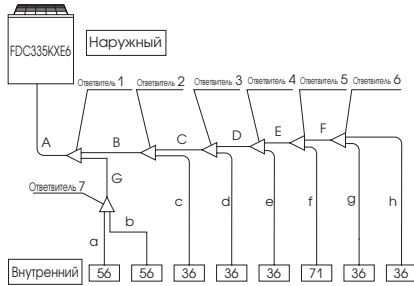 FDC335KXE6
Наружный
Ответвитель 1 Ответвитель 2 Ответвитель 3 Ответвитель 4 Ответвитель 5 Ответвитель 6
A B C D E F
G
Ответвитель 7
a b c d e f g h
Внутренний 56 56 36 36 36 71 36 36